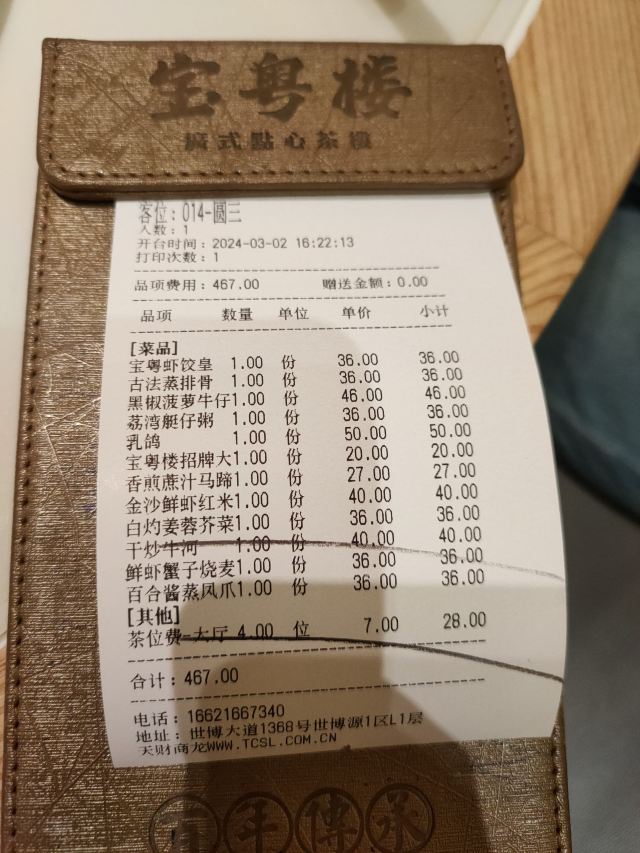 宝粤楼
廣式點心茶樓
客位：014-圆三
人数：1
开台时间：2024-03-02 16:22:13
打印次数：1
品项费用：467.00 赠送金额：0.00
品项 数量 单位 单价 小计
[菜品]
宝粤虾饺皇 1.00 份 36.00 36.00
古法蒸排骨 1.00 份 36.00 36.00
黑椒菠萝牛仔1.00 份 46.00 46.00
荔湾艇仔粥 1.00 份 36.00 36.00
乳鸽 1.00 份 50.00 50.00
宝粤楼招牌大1.00 份 20.00 20.00
香煎蔗汁马蹄1.00 份 27.00 27.00
金沙鲜虾红米1.00 份 40.00 40.00
白灼姜蓉芥菜1.00 份 36.00 36.00
干炒牛河 1.00 份 40.00 40.00
鲜虾蟹子烧麦1.00 份 36.00 36.00
百合酱蒸凤爪1.00 份 36.00 36.00
[其他]
茶位费-大厅 4.00 位 7.00 28.00
合计：467.00
电话：16621667340
地址：世博大道1368号世博源1区L1层
天财商龙WWW.TCSL.COM.CN
百年傳承